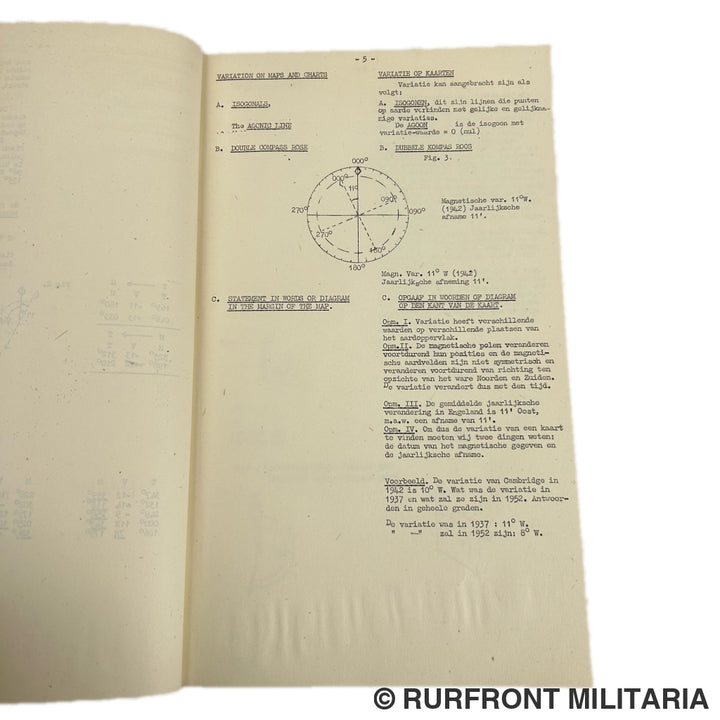 - 5 -
VARIATION ON MAPS AND CHARTS
A. ISOGONALS,
The AGONIC LINE
B. DOUBLE COMPASS ROSE
VARIATIE OP KAARTEN
Variatie kan aangebracht zijn als
volgt:
A. ISOGONEN, dit zijn lijnen die punten
op aarde verbinden met gelijke en gelijkna-
mige variaties.
De AGOON is de isogoon met
variatie-waarde = 0 (nul)
B. DUBBELE KOMPAS ROOS
Fig. 3.
000°
000°
11°
090°
090°
270°
270°
180°
180°
Magnetische var. 11°W.
(1942) Jaarlijksche
afname 11'.
Magn. Var. 11° W (1942)
Jaarlijksche afneming 11'.
C. STATEMENT IN WORDS OR DIAGRAM
IN THE MARGIN OF THE MAP.
C. OPGAAF IN WOORDEN OF DIAGRAM
OP DEN KANT VAN DE KAART.
Opm. I. Variatie heeft verschillende
waarden op verschillende plaatsen van
het aardoppervlak.
Opm.II. De magnetische polen veranderen
voortdurend hun posities en de magneti-
sche aardvelden zijn niet symmetrisch en
veranderen voortdurend van richting ten
opzichte van het ware Noorden en Zuiden.
De variatie verandert dus met den tijd.
Opm. III. De gemiddelde jaarlijksche
verandering in Engeland is 11' Oost,
m.a.w. een afname van 11'.
Opm. IV. Om dus de variatie van een kaart
te vinden moeten wij twee dingen weten:
de datum van het magnetische gegeven en
de jaarlijksche afname.
Voorbeeld. De variatie van Cambridge in
1942 is 10° W. Wat was de variatie in
1937 en wat zal ze zijn in 1952. Antwoor-
den in geheele graden.
De variatie was in 1937 : 11° W.
" —" zal in 1952 zijn: 8° W.
© RURFRONT MILITARIA